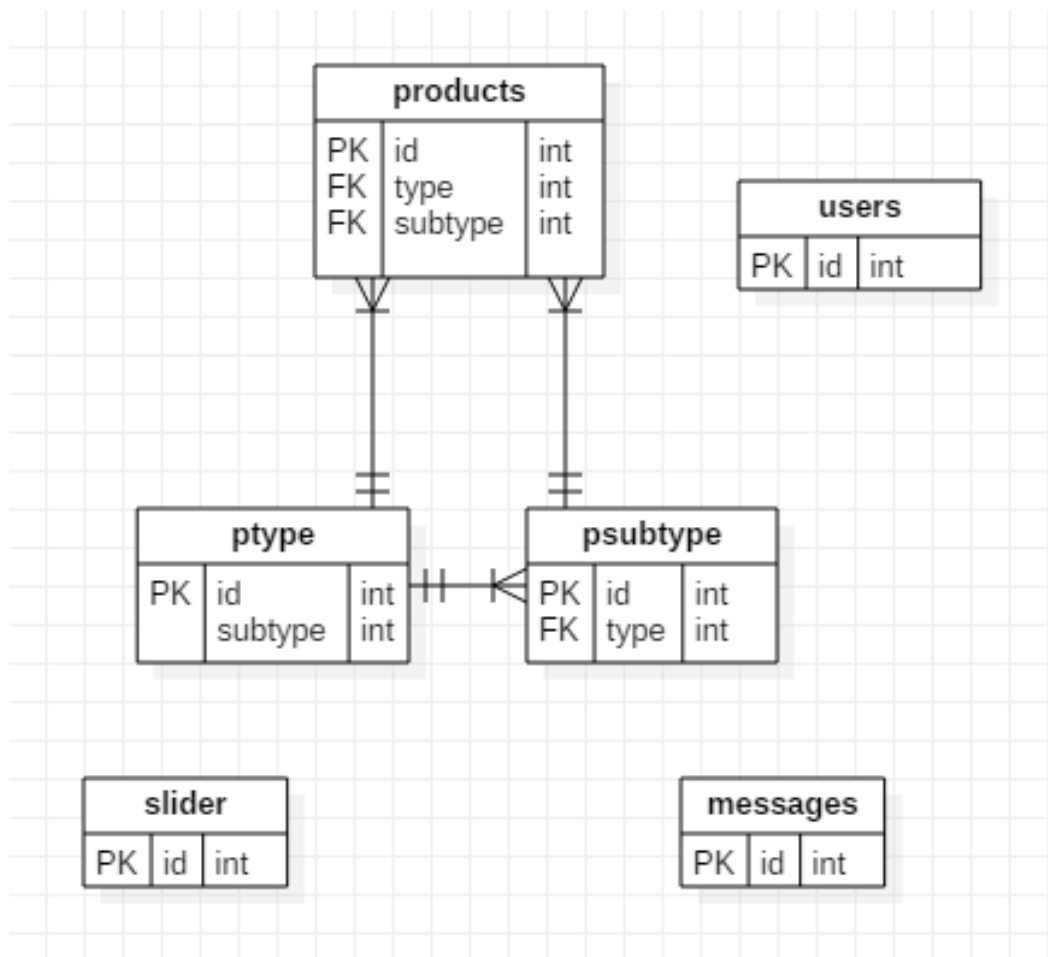 products
PK id int
FK type int
FK subtype int
users
PK id int
ptype
PK id int
subtype int
psubtype
PK id int
FK type int
slider
PK id int
messages
PK id int